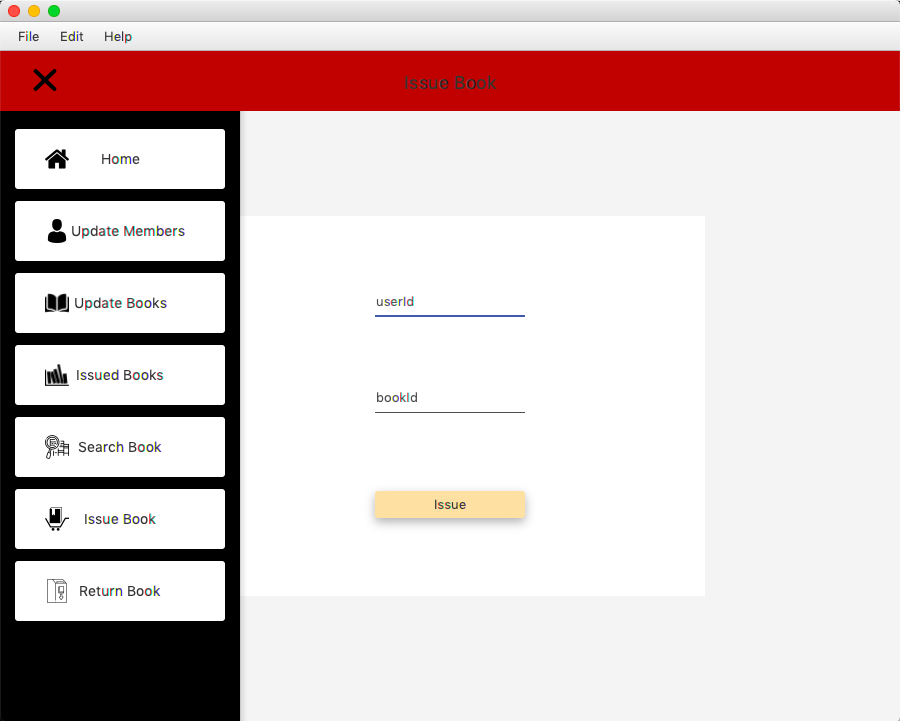 File Edit Help
Issue Book
Home
Update Members
Update Books
Issued Books
Search Book
Issue Book
Return Book
userId
bookId
Issue